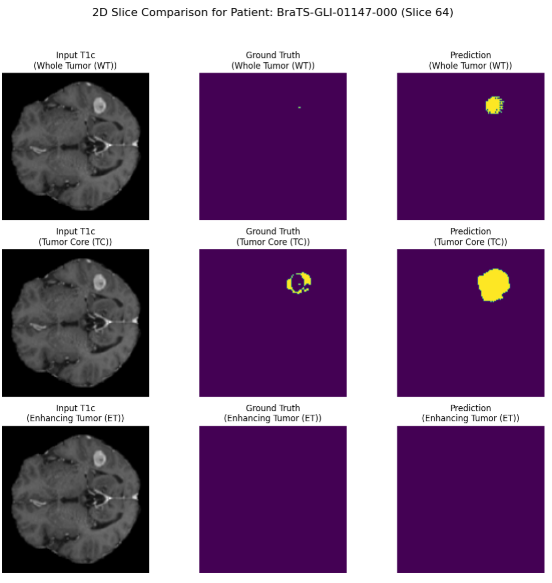 2D Slice Comparison for Patient: BraTS-GLI-01147-000 (Slice 64)
Input T1c
(Whole Tumor (WT))
Ground Truth
(Whole Tumor (WT))
Prediction
(Whole Tumor (WT))
Input T1c
(Tumor Core (TC))
Ground Truth
(Tumor Core (TC))
Prediction
(Tumor Core (TC))
Input T1c
(Enhancing Tumor (ET))
Ground Truth
(Enhancing Tumor (ET))
Prediction
(Enhancing Tumor (ET))